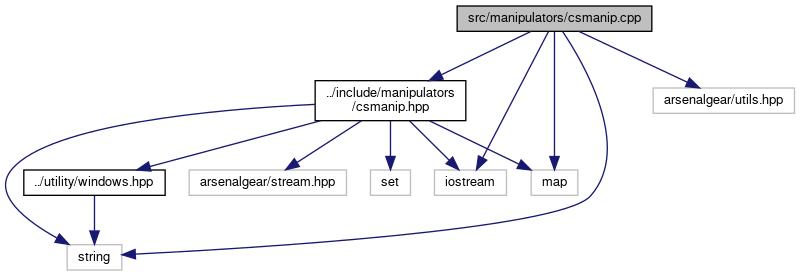 src/manipulators/csmanip.cpp
../include/manipulators
/csmanip.hpp
arsenalgear/utils.hpp
../utility/windows.hpp
arsenalgear/stream.hpp
set
iostream
map
string